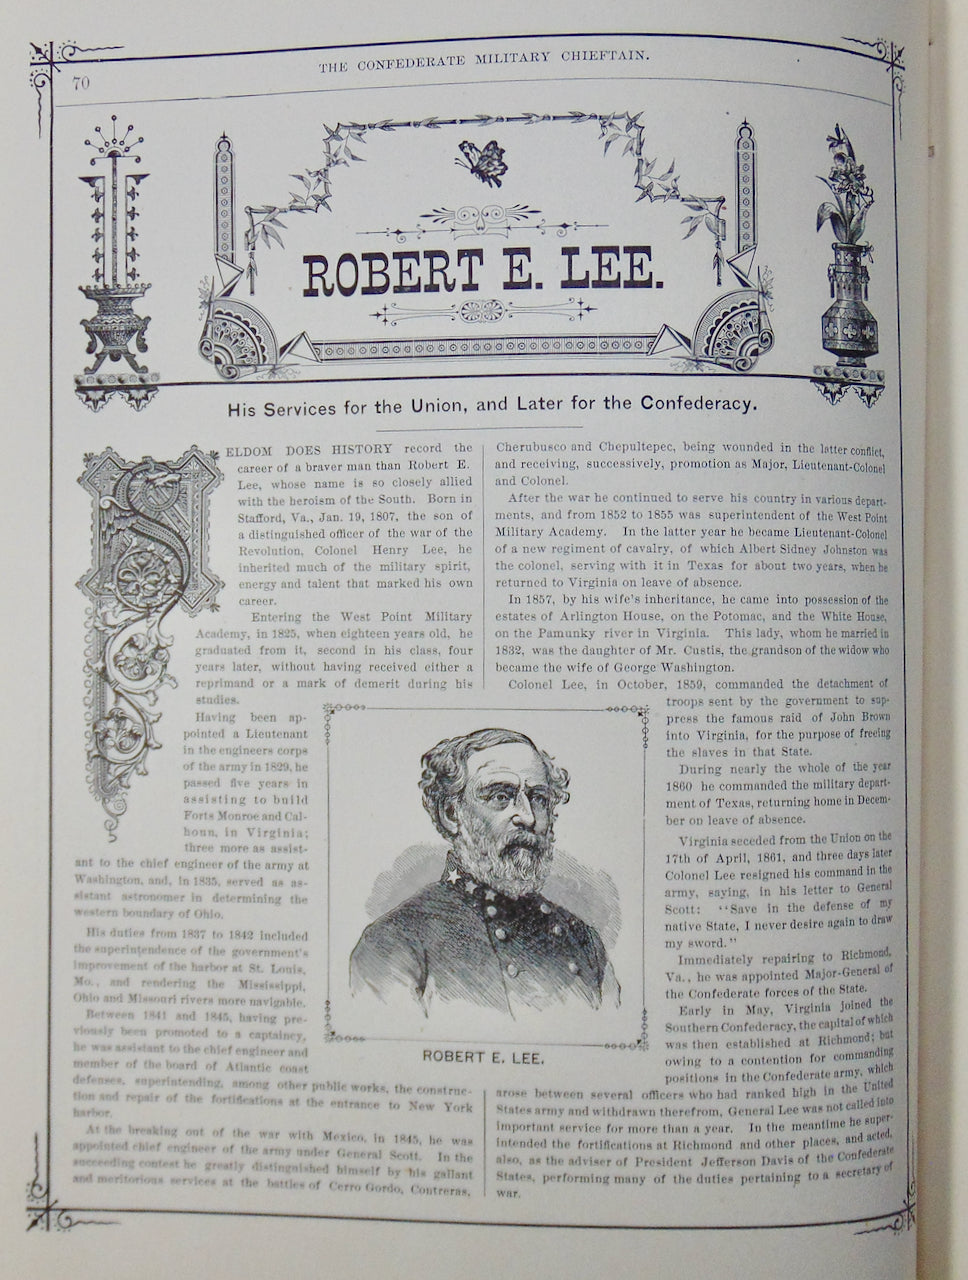 THE CONFEDERATE MILITARY CHIEFTAIN.
70
ROBERT E. LEE.
His Services for the Union, and Later for the Confederacy.
SELDOM DOES HISTORY record the
career of a braver man than Robert E.
Lee, whose name is so closely allied
with the heroism of the South. Born in
Stafford, Va., Jan. 19, 1807, the son of
a distinguished officer of the war of the
Revolution, Colonel Henry Lee, he
inherited much of the military spirit,
energy and talent that marked his own
career.
Entering the West Point Military
Academy, in 1825, when eighteen years old, he
graduated from it, second in his class, four
years later, without having received either a
reprimand or a mark of demerit during his
studies.
Having been ap-
pointed a Lieutenant
in the engineers corps
of the army in 1829, he
passed five years in
assisting to build
Forts Monroe and Cal-
houn, in Virginia;
three more as assist-
ant to the chief engineer of the army at
Washington, and, in 1835, served as as-
sistant astronomer in determining the
western boundary of Ohio.
His duties from 1837 to 1842 included
the superintendence of the government's
improvement of the harbor at St. Louis,
Mo., and rendering the Mississippi,
Ohio and Missouri rivers more navigable.
Between 1841 and 1845, having pre-
viously been promoted to a captaincy,
he was assistant to the chief engineer and
member of the board of Atlantic coast
defenses, superintending, among other public works, the construc-
tion and repair of the fortifications at the entrance to New York
harbor.
At the breaking out of the war with Mexico, in 1845, he was
appointed chief engineer of the army under General Scott. In the
succeeding contest he greatly distinguished himself by his gallant
and meritorious services at the battles of Cerro Gordo, Contreras,
Cherubusco and Chepultepec, being wounded in the latter conflict,
and receiving, successively, promotion as Major, Lieutenant-Colonel
and Colonel.
After the war he continued to serve his country in various depart-
ments, and from 1852 to 1855 was superintendent of the West Point
Military Academy. In the latter year he became Lieutenant-Colonel
of a new regiment of cavalry, of which Albert Sidney Johnston was
the colonel, serving with it in Texas for about two years, when he
returned to Virginia on leave of absence.
In 1857, by his wife's inheritance, he came into possession of the
estates of Arlington House, on the Potomac, and the White House,
on the Pamunky river in Virginia. This lady, whom he married in
1832, was the daughter of Mr. Custis, the grandson of the widow who
became the wife of George Washington.
Colonel Lee, in October, 1859, commanded the detachment of
troops sent by the government to sup-
press the famous raid of John Brown
into Virginia, for the purpose of freeing
the slaves in that State.
During nearly the whole of the year
1860 he commanded the military depart-
ment of Texas, returning home in Decem-
ber on leave of absence.
Virginia seceded from the Union on the
17th of April, 1861, and three days later
Colonel Lee resigned his command in the
army, saying, in his letter to General
Scott: "Save in the defense of my
native State, I never desire again to draw
my sword."
Immediately repairing to Richmond,
Va., he was appointed Major-General of
the Confederate forces of the State.
Early in May, Virginia joined the
Southern Confederacy, the capital of which
was then established at Richmond; but
owing to a contention for commanding
positions in the Confederate army, which
arose between several officers who had ranked high in the United
States army and withdrawn therefrom, General Lee was not called into
important service for more than a year. In the meantime he super-
intended the fortifications at Richmond and other places, and acted,
also, as the adviser of President Jefferson Davis of the Confederate
States, performing many of the duties pertaining to a secretary of
war.
ROBERT E. LEE.